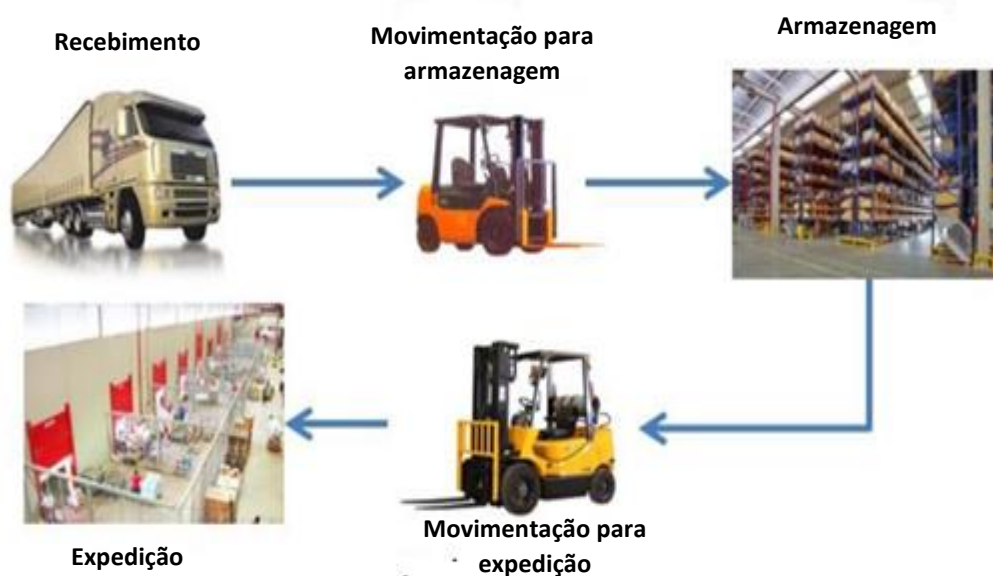 Recebimento
Movimentação para
armazenagem
Armazenagem
Movimentação para
expedição
Expedição